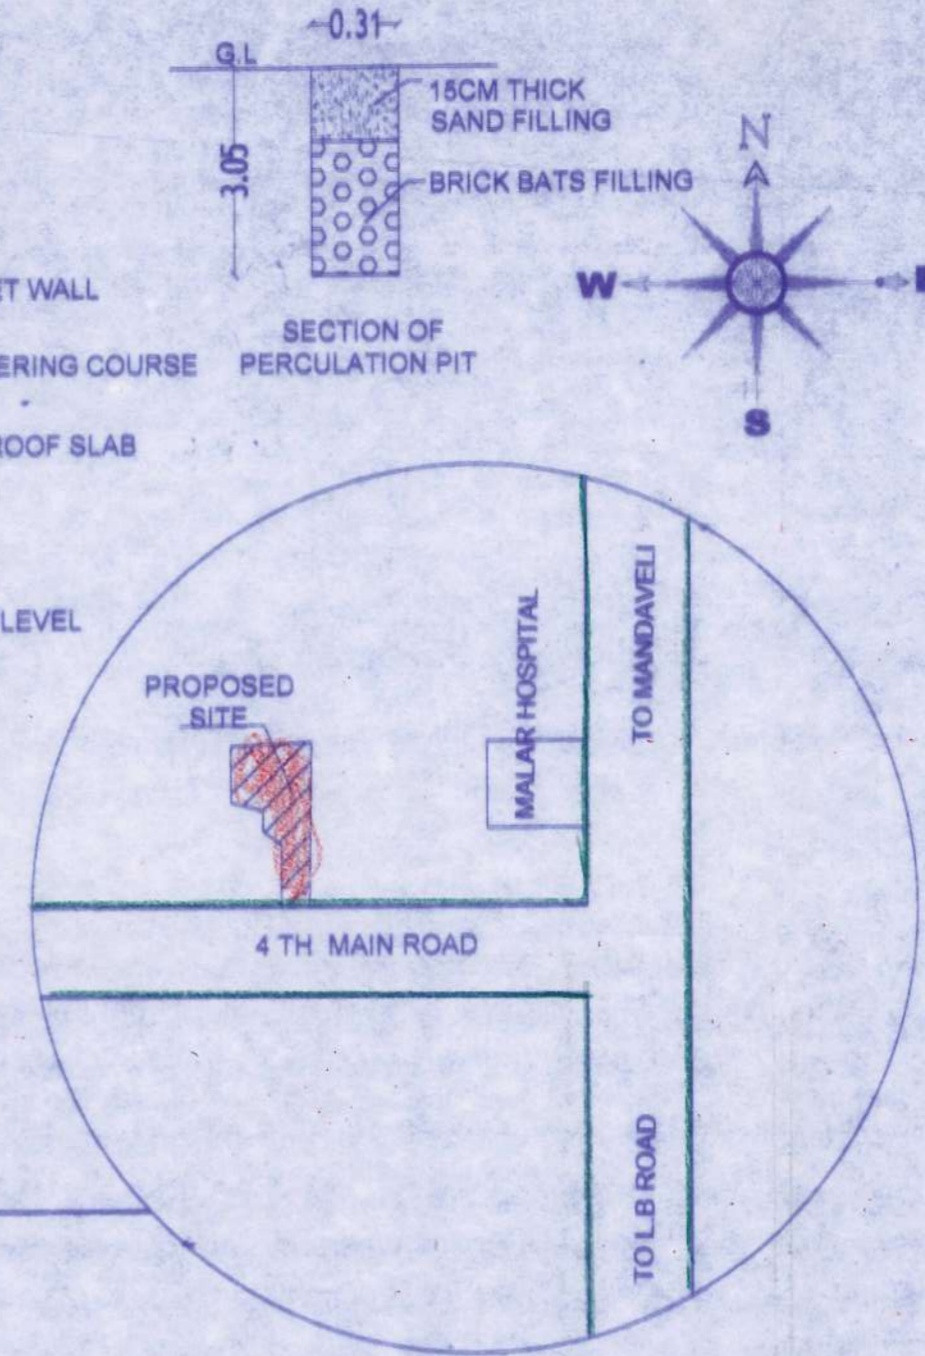 0.31
G.L
15CM THICK
SAND FILLING
3.05
BRICK BATS FILLING
N
W
S
ET WALL
SECTION OF
PERCULATION PIT
ERING COURSE
ROOF SLAB
LEVEL
PROPOSED
SITE
MALAR HOSPITAL
TO MANDAVELI
4 TH MAIN ROAD
TO L.B ROAD